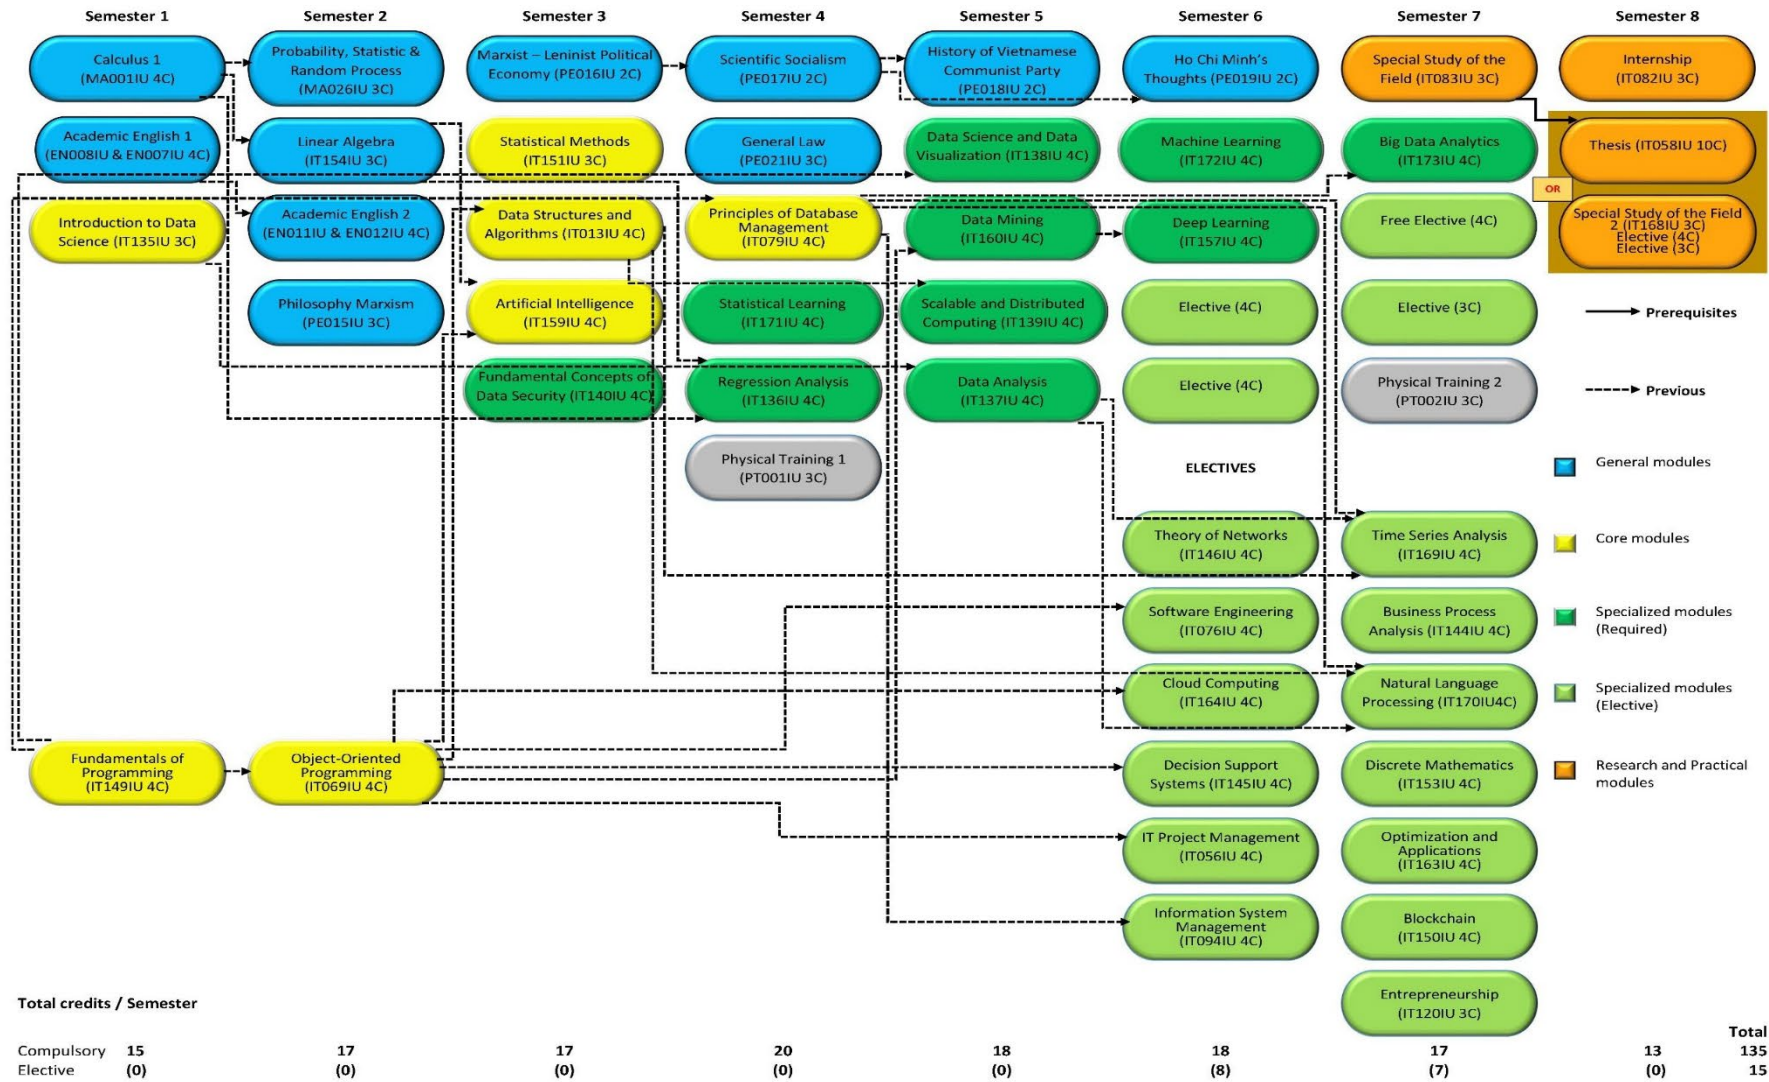 Semester 1
Semester 2
Semester 3
Semester 4
Semester 5
Semester 6
Semester 7
Semester 8
Calculus 1
(MA001IU 4C)
Academic English 1
(EN008IU & EN007IU 4C)
Introduction to Data
Science (IT135IU 3C)
Fundamentals of
Programming
(IT149IU 4C)
Probability, Statistic &
Random Process
(MA026IU 3C)
Linear Algebra
(IT154IU 3C)
Academic English 2
(EN011IU & EN012IU 4C)
Philosophy Marxism
(PE015IU 3C)
Object-Oriented
Programming
(IT069IU 4C)
Marxist – Leninist Political
Economy (PE016IU 2C)
Statistical Methods
(IT151IU 3C)
Data Structures and
Algorithms (IT013IU 4C)
Artificial Intelligence
(IT159IU 4C)
Fundamental Concepts of
Data Security (IT140IU 4C)
Scientific Socialism
(PE017IU 2C)
General Law
(PE021IU 3C)
Principles of Database
Management
(IT079IU 4C)
Statistical Learning
(IT171IU 4C)
Regression Analysis
(IT136IU 4C)
Physical Training 1
(PT001IU 3C)
History of Vietnamese
Communist Party
(PE018IU 2C)
Data Science and Data
Visualization (IT138IU 4C)
Data Mining
(IT160IU 4C)
Scalable and Distributed
Computing (IT139IU 4C)
Data Analysis
(IT137IU 4C)
Ho Chi Minh's
Thoughts (PE019IU 2C)
Machine Learning
(IT172IU 4C)
Deep Learning
(IT157IU 4C)
Elective (4C)
Elective (4C)
ELECTIVES
Theory of Networks
(IT146IU 4C)
Software Engineering
(IT076IU 4C)
Cloud Computing
(IT164IU 4C)
Decision Support
Systems (IT145IU 4C)
IT Project Management
(IT056IU 4C)
Information System
Management
(IT094IU 4C)
Special Study of the
Field (IT083IU 3C)
Big Data Analytics
(IT173IU 4C)
Free Elective (4C)
Elective (3C)
Physical Training 2
(PT002IU 3C)
Time Series Analysis
(IT169IU 4C)
Business Process
Analysis (IT144IU 4C)
Natural Language
Processing (IT170IU4C)
Discrete Mathematics
(IT153IU 4C)
Optimization and
Applications
(IT163IU 4C)
Blockchain
(IT150IU 4C)
Entrepreneurship
(IT120IU 3C)
Internship
(IT082IU 3C)
Thesis (IT058IU 10C)
OR
Special Study of the Field
2 (IT168IU 3C)
Elective (4C)
Elective (3C)
Prerequisites
Previous
General modules
Core modules
Specialized modules
(Required)
Specialized modules
(Elective)
Research and Practical
modules
Total credits / Semester
Total
Compulsory 15 17 17 20 18 18 17 13 135
Elective (0) (0) (0) (0) (0) (8) (7) (0) 15